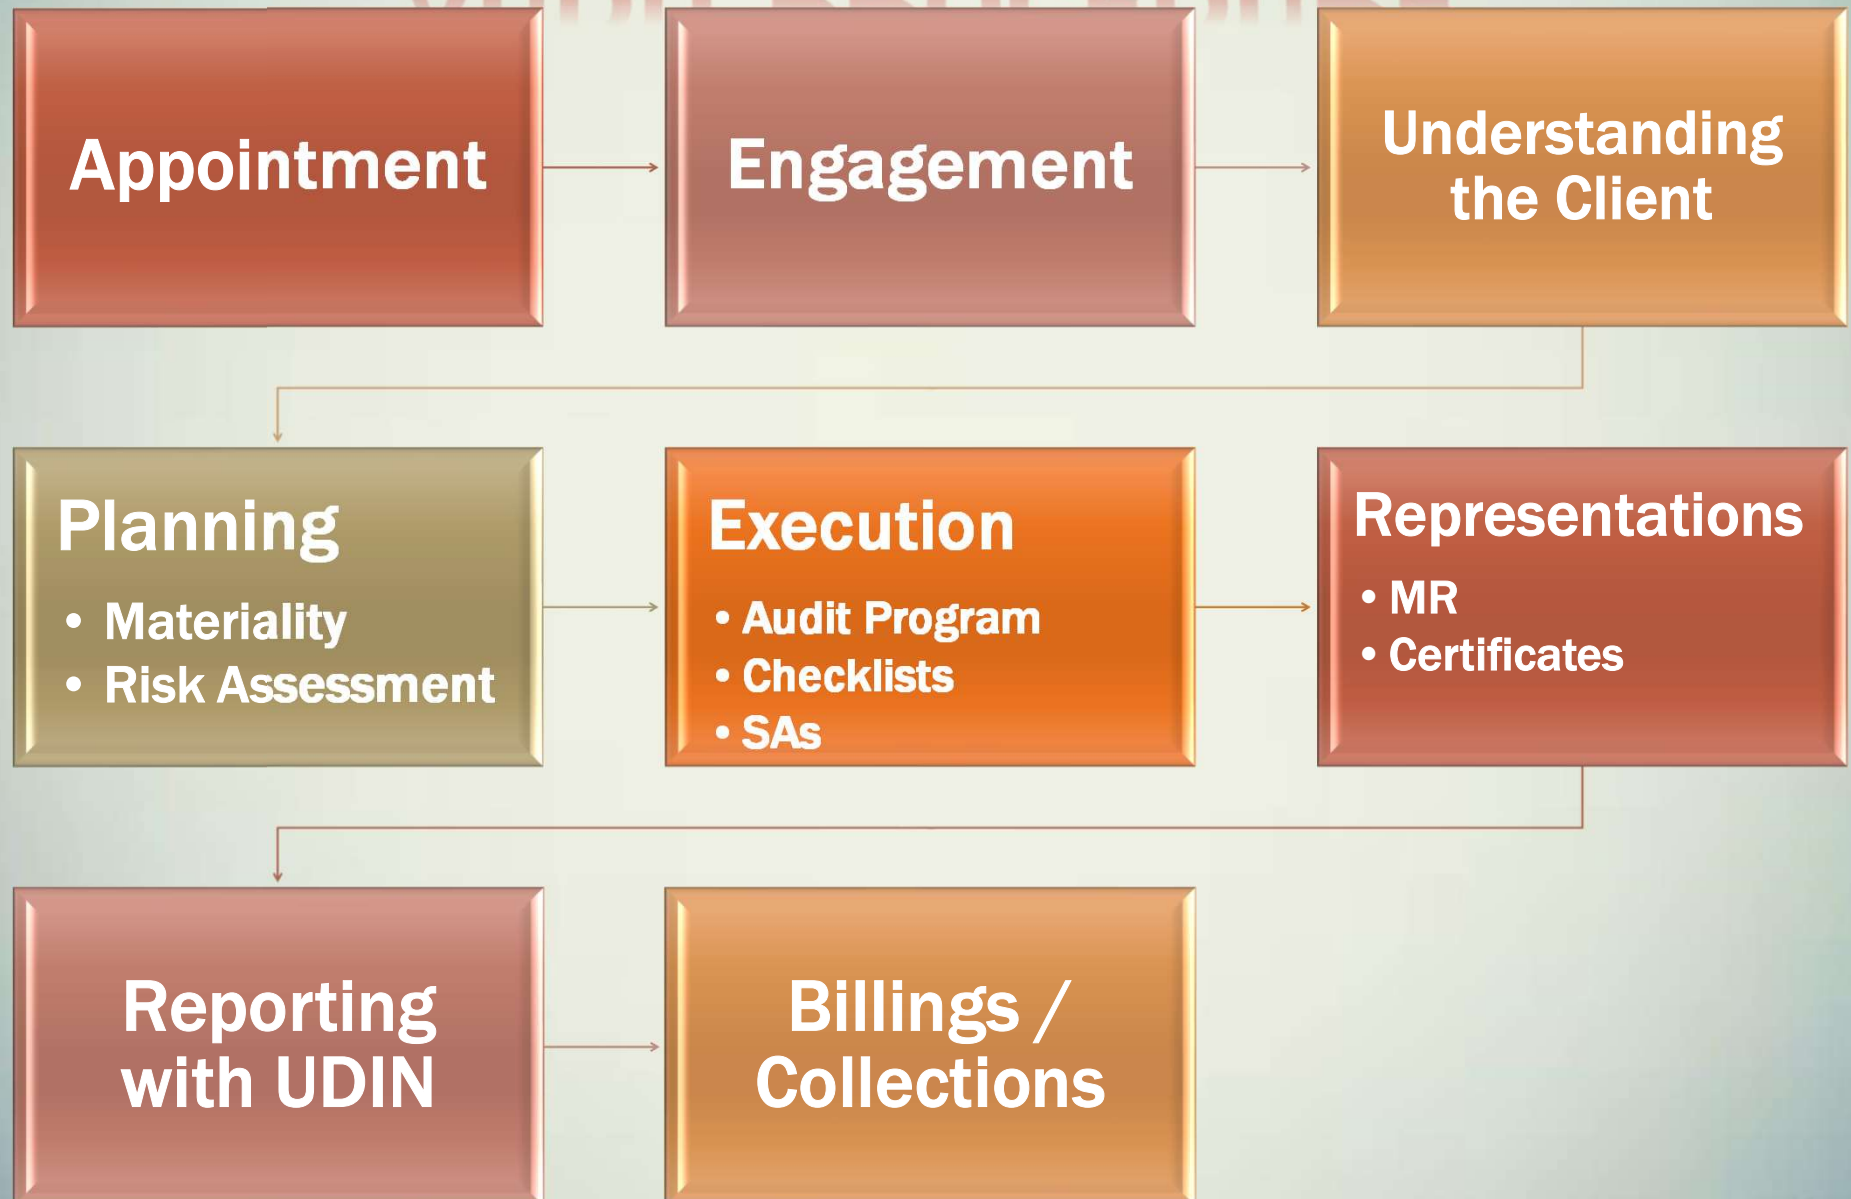 Appointment
Engagement
Understanding
the Client
Planning
• Materiality
• Risk Assessment
Execution
• Audit Program
• Checklists
• SAs
Representations
• MR
• Certificates
Reporting
with UDIN
Billings /
Collections